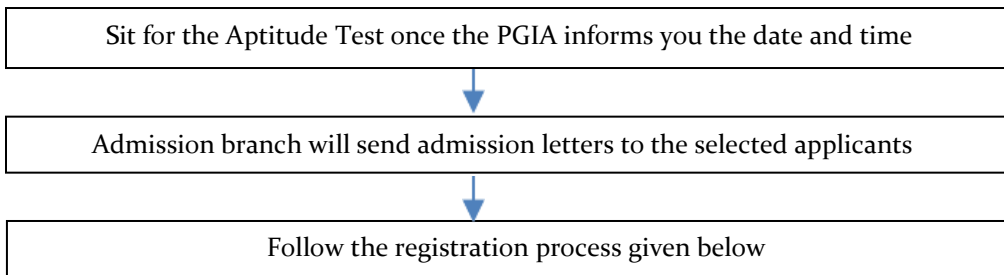 Sit for the Aptitude Test once the PGIA informs you the date and time
Admission branch will send admission letters to the selected applicants
Follow the registration process given below